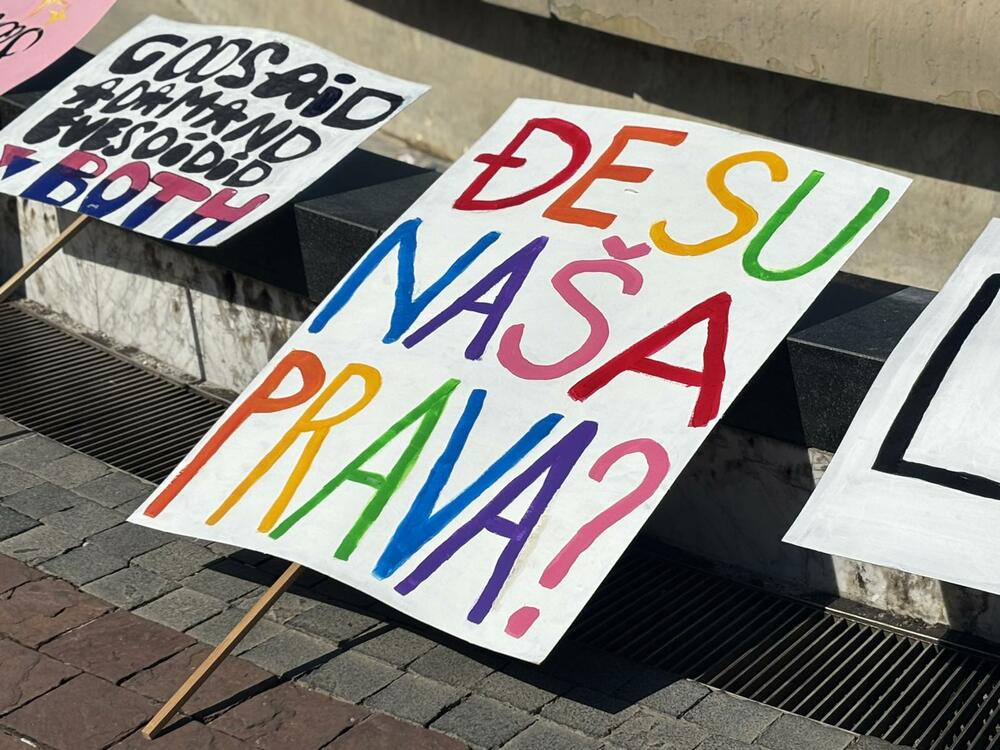 GOD SAID
ADAM AND
EVE SO I DID
BOTH
ĐE SU
NAŠA
PRAVA?